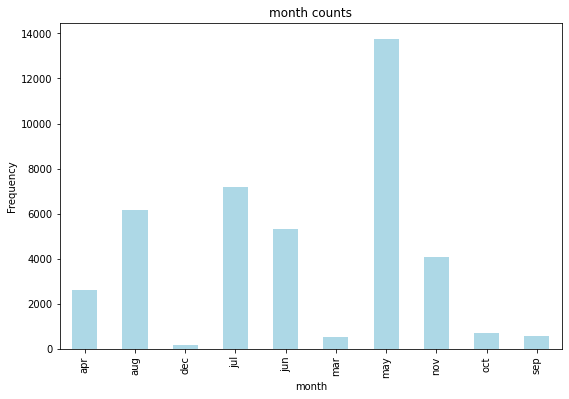 month counts
14000
12000
10000
8000
6000
4000
2000
0
Frequency
apr
aug
dec
jul
jun
mar
may
nov
oct
sep
month